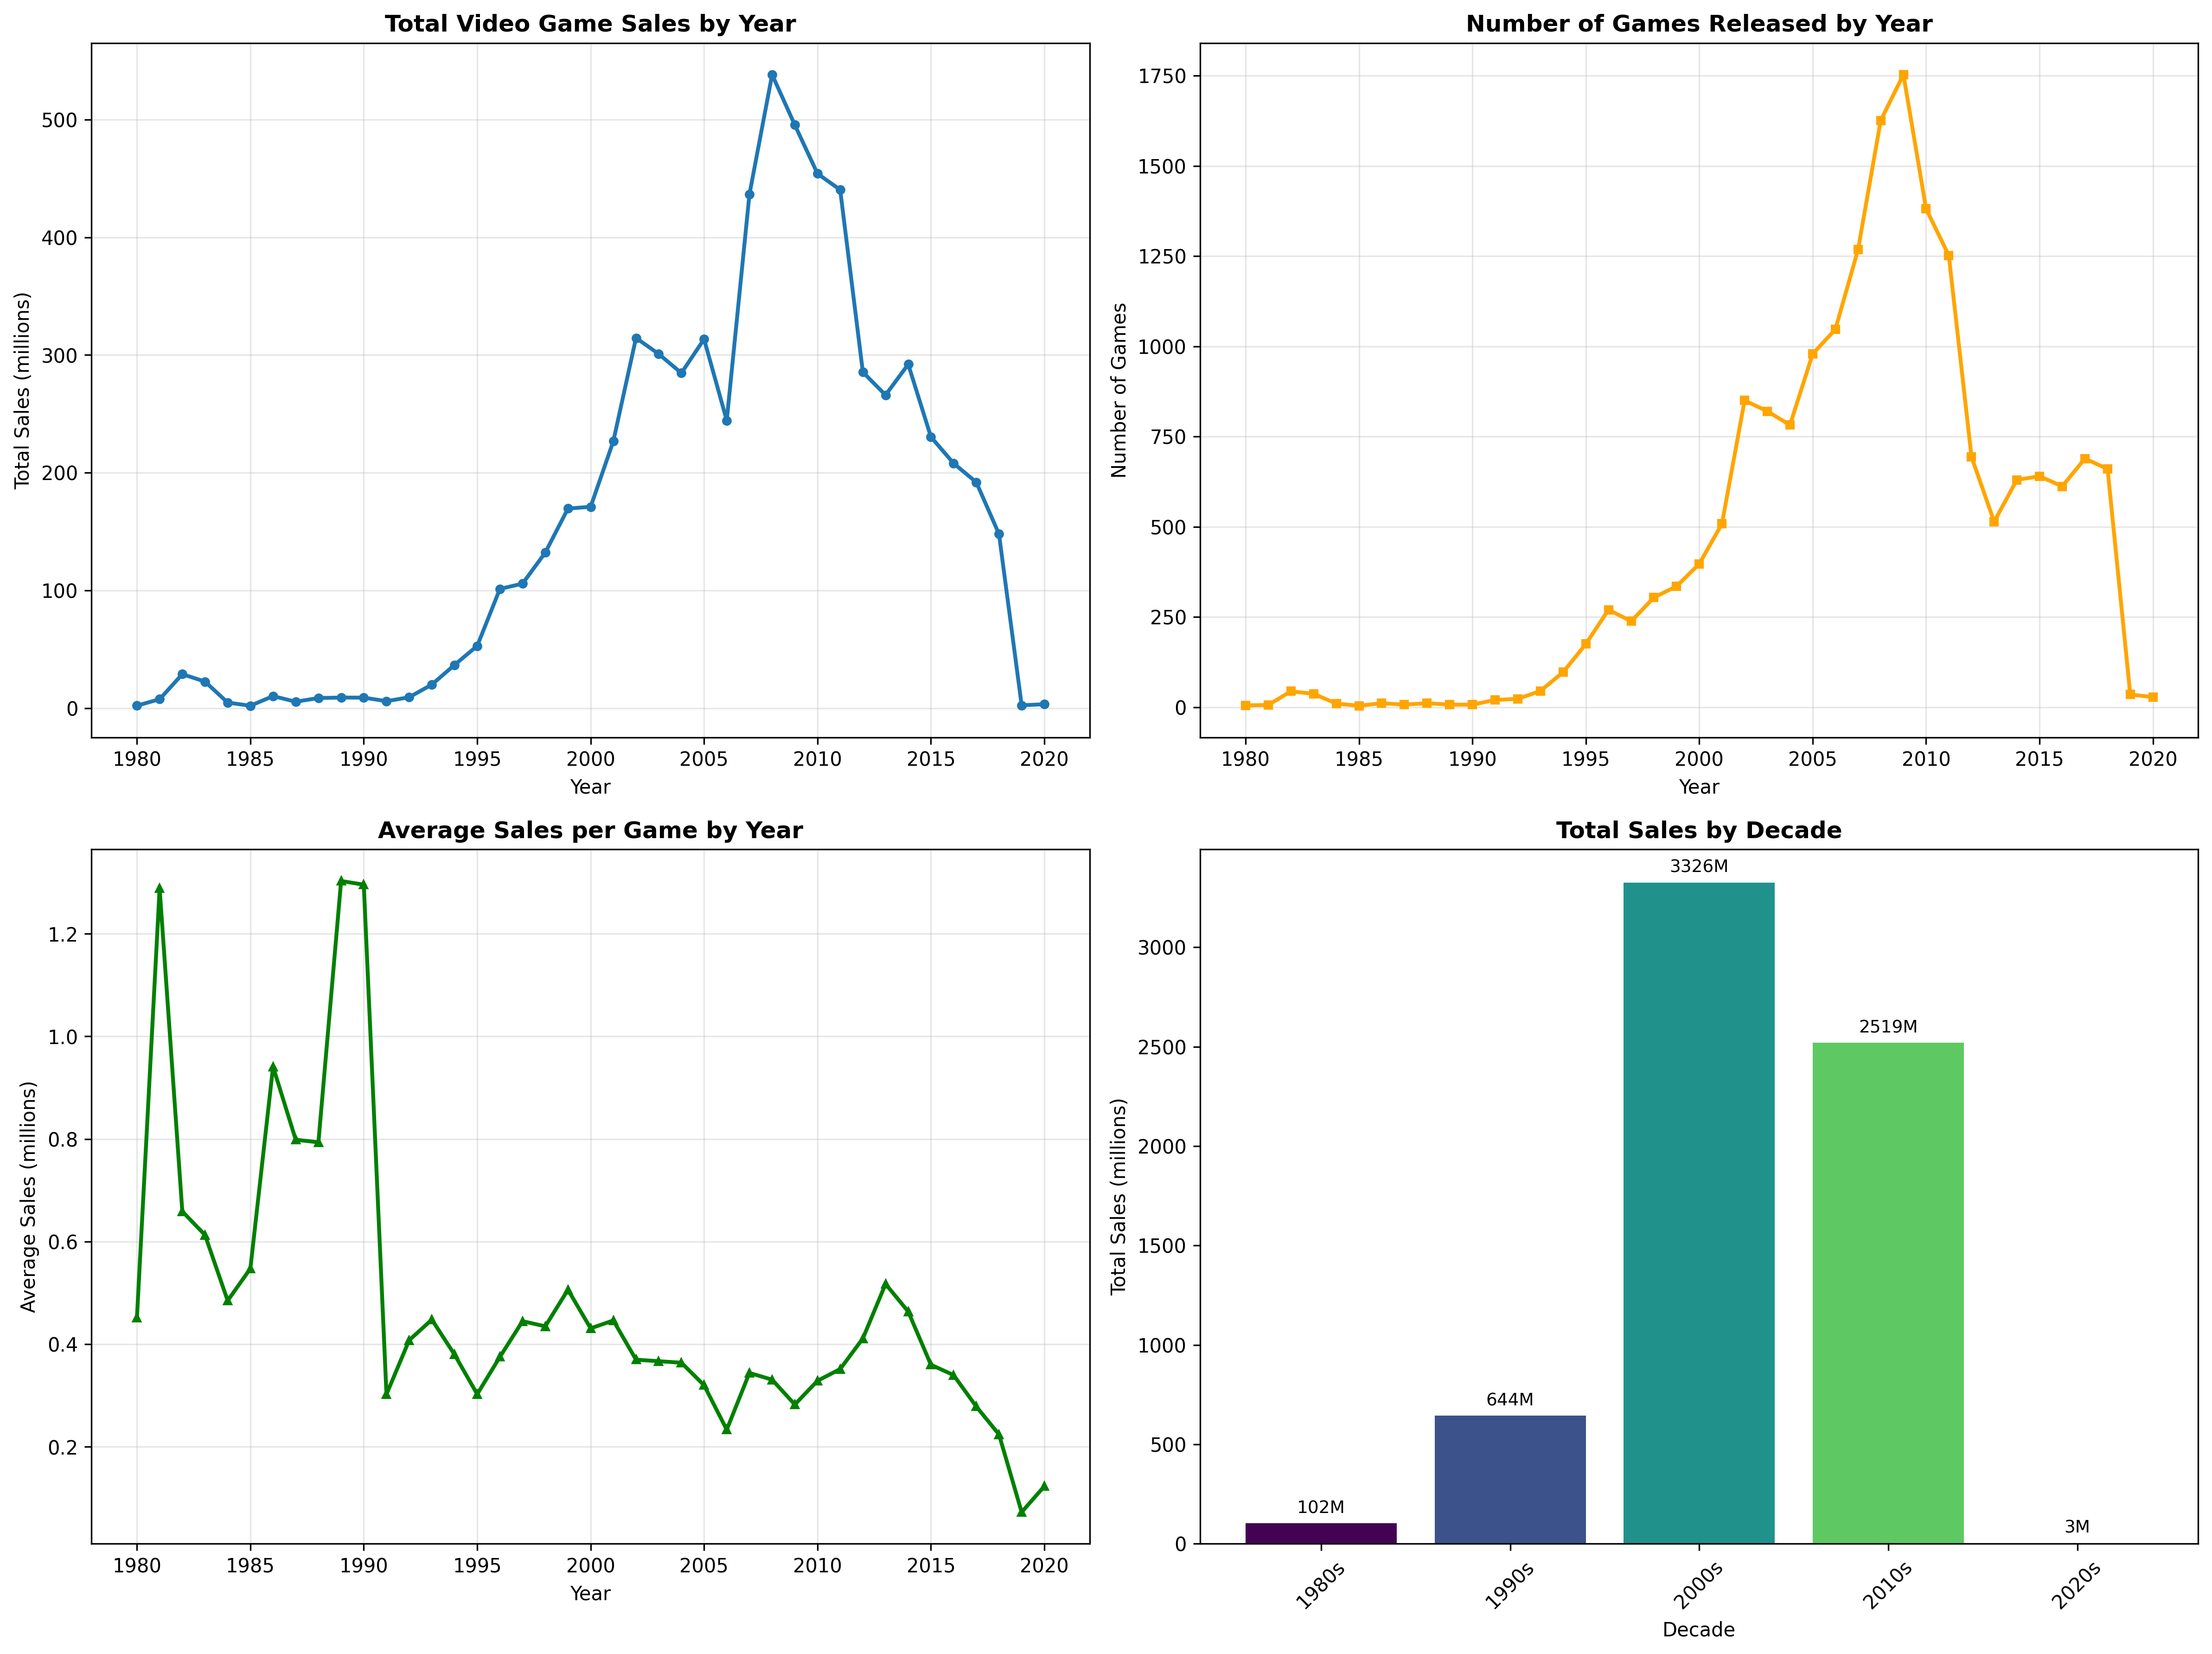 Total Video Game Sales by Year
Total Sales (millions)
500
400
300
200
100
0
1980 1985 1990 1995 2000 2005 2010 2015 2020
Year
Number of Games Released by Year
Number of Games
1750
1500
1250
1000
750
500
250
0
1980 1985 1990 1995 2000 2005 2010 2015 2020
Year
Average Sales per Game by Year
Average Sales (millions)
1.2
1.0
0.8
0.6
0.4
0.2
1980 1985 1990 1995 2000 2005 2010 2015 2020
Year
Total Sales by Decade
Total Sales (millions)
3000
2500
2000
1500
1000
500
0
102M
644M
3326M
2519M
3M
1980s 1990s 2000s 2010s 2020s
Decade